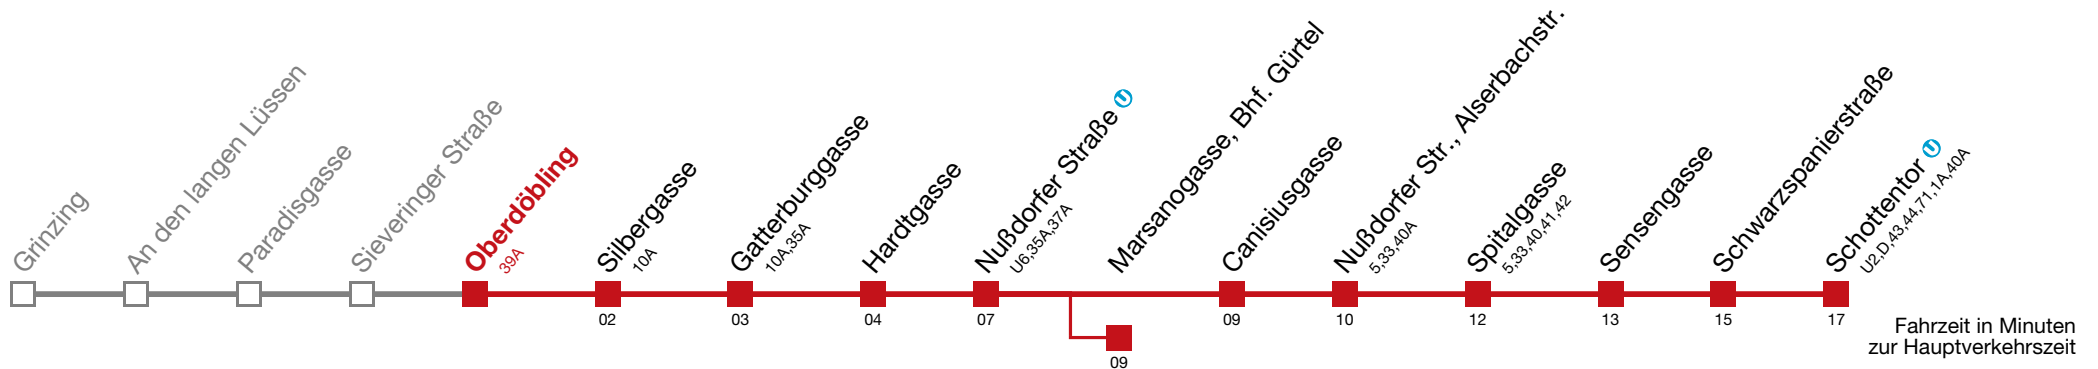 Grinzing
An den langen Lüssen
Paradisgasse
Sieveringer Straße
Oberdöbling
39A
Silbergasse
10A
Gatterburggasse
10A,35A
Hardtgasse
Nußdorfer Straße U
U6,35A,37A
Marsanogasse, Bhf. Gürtel
Canisiusgasse
Nußdorfer Str., Alserbachstr.
5,33,40A
Spitalgasse
5,33,40,41,42
Sensengasse
Schwarzspanierstraße
Schottentor U
U2,D,43,44,71,1A,40A
02
03
04
07
09
09
10
12
13
15
17
Fahrzeit in Minuten
zur Hauptverkehrszeit